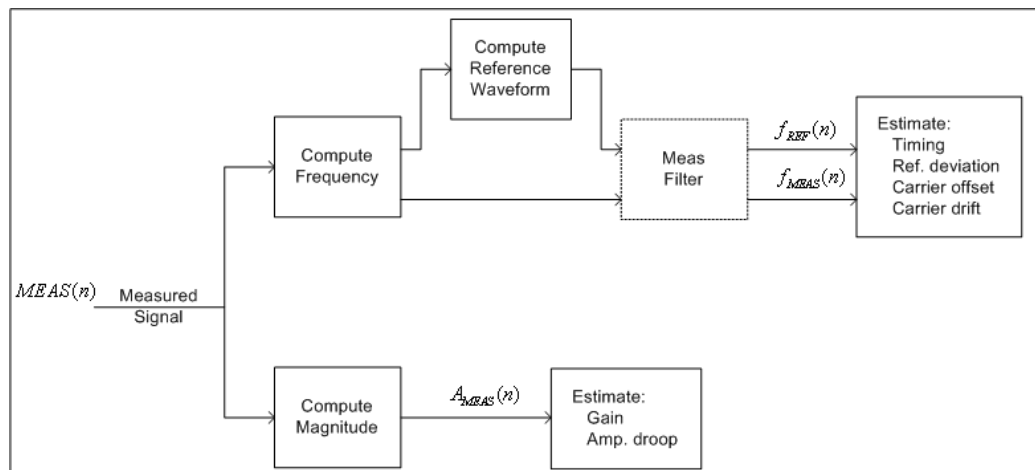 Compute
Reference
Waveform
Compute
Frequency
Meas
Filter
f_REF(n)
f_MEAS(n)
Estimate:
Timing
Ref. deviation
Carrier offset
Carrier drift
MEAS(n)
Measured
Signal
Compute
Magnitude
A_MEAS(n)
Estimate:
Gain
Amp. droop